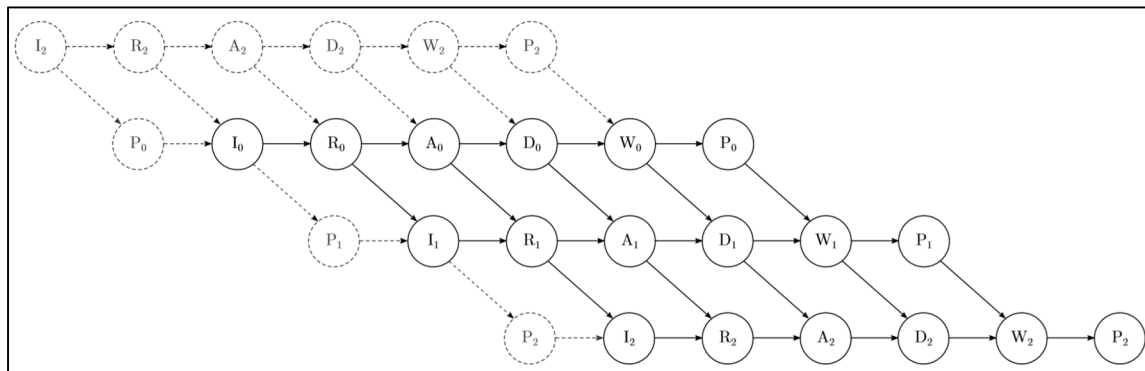 I₂ R₂ A₂ D₂ W₂ P₂
P₀ I₀ R₀ A₀ D₀ W₀ P₀
P₁ I₁ R₁ A₁ D₁ W₁ P₁
P₂ I₂ R₂ A₂ D₂ W₂ P₂